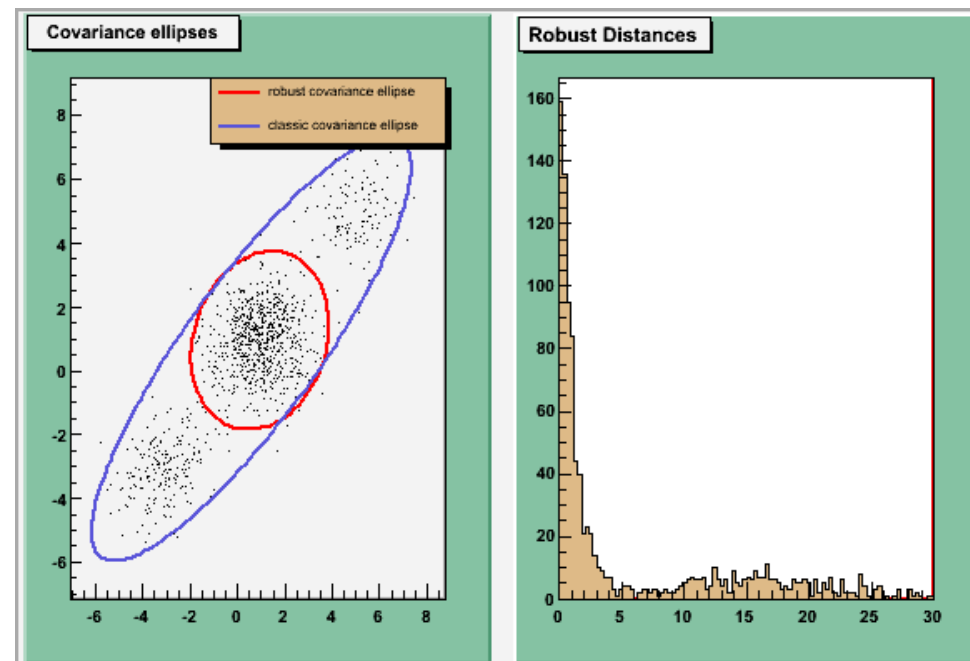 Covariance ellipses
robust covariance ellipse
classic covariance ellipse
8
6
4
2
0
-2
-4
-6
-6 -4 -2 0 2 4 6 8
Robust Distances
160
140
120
100
80
60
40
20
0
0 5 10 15 20 25 30